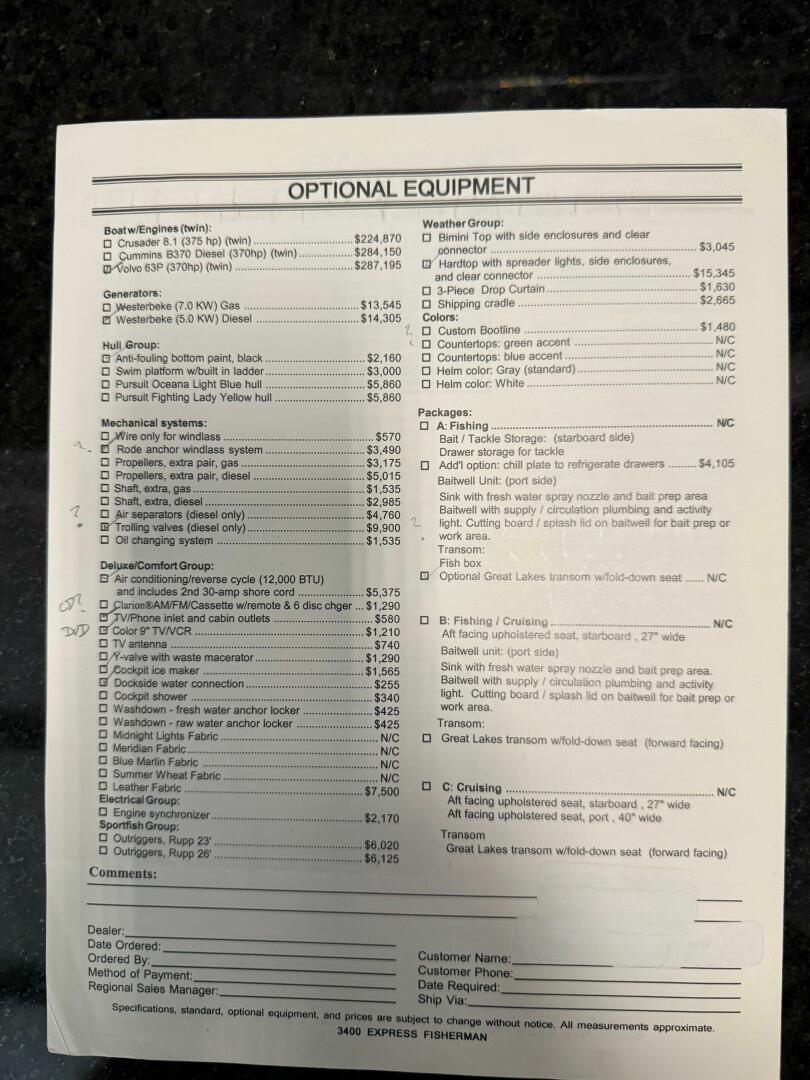 OPTIONAL EQUIPMENT
Boat w/Engines (twin):
☐ Crusader 8.1 (375 hp) (twin) ..... $224,870
☐ Cummins B370 Diesel (370hp) (twin) ..... $284,150
☑ Volvo 63P (370hp) (twin) ..... $287,195
Generators:
☐ Westerbeke (7.0 KW) Gas ..... $13,545
☑ Westerbeke (5.0 KW) Diesel ..... $14,305
Hull Group:
☑ Anti-fouling bottom paint, black ..... $2,160
☐ Swim platform w/built in ladder ..... $3,000
☐ Pursuit Oceana Light Blue hull ..... $5,860
☐ Pursuit Fighting Lady Yellow hull ..... $5,860
Mechanical systems:
☐ Wire only for windlass ..... $570
? ☑ Rode anchor windlass system ..... $3,490
☐ Propellers, extra pair, gas ..... $3,175
☐ Propellers, extra pair, diesel ..... $5,015
☐ Shaft, extra, gas ..... $1,535
☐ Shaft, extra, diesel ..... $2,985
? ☐ Air separators (diesel only) ..... $4,760
☑ Trolling valves (diesel only) ..... $9,900
☐ Oil changing system ..... $1,535
Deluxe/Comfort Group:
☑ Air conditioning/reverse cycle (12,000 BTU)
and includes 2nd 30-amp shore cord ..... $5,375
CD? ☐ Clarion®AM/FM/Cassette w/remote & 6 disc chger ... $1,290
☑ TV/Phone inlet and cabin outlets ..... $580
DVD ☑ Color 9" TV/VCR ..... $1,210
☐ TV antenna ..... $740
☐ Y-valve with waste macerator ..... $1,290
☑ Cockpit ice maker ..... $1,565
☑ Dockside water connection ..... $255
☐ Cockpit shower ..... $340
☐ Washdown - fresh water anchor locker ..... $425
☐ Washdown - raw water anchor locker ..... $425
☐ Midnight Lights Fabric ..... N/C
☐ Meridian Fabric ..... N/C
☐ Blue Marlin Fabric ..... N/C
☐ Summer Wheat Fabric ..... N/C
☐ Leather Fabric ..... $7,500
Electrical Group:
☐ Engine synchronizer ..... $2,170
Sportfish Group:
☐ Outriggers, Rupp 23' ..... $6,020
☐ Outriggers, Rupp 26' ..... $6,125
Weather Group:
☐ Bimini Top with side enclosures and clear
connector ..... $3,045
☑ Hardtop with spreader lights, side enclosures,
and clear connector ..... $15,345
☐ 3-Piece Drop Curtain ..... $1,630
☐ Shipping cradle ..... $2,665
Colors:
? ☐ Custom Bootline ..... $1,480
☐ Countertops: green accent ..... N/C
☐ Countertops: blue accent ..... N/C
☐ Helm color: Gray (standard) ..... N/C
☐ Helm color: White ..... N/C
Packages:
☐ A: Fishing ..... N/C
Bait / Tackle Storage: (starboard side)
Drawer storage for tackle
☐ Add'l option: chill plate to refrigerate drawers ..... $4,105
Baitwell Unit: (port side)
Sink with fresh water spray nozzle and bait prep area
Baitwell with supply / circulation plumbing and activity
? light. Cutting board / splash lid on baitwell for bait prep or
work area.
Transom:
Fish box
☑ Optional Great Lakes transom w/fold-down seat ..... N/C
☐ B: Fishing / Cruising ..... N/C
Aft facing upholstered seat, starboard , 27" wide
Baitwell unit: (port side)
Sink with fresh water spray nozzle and bait prep area.
Baitwell with supply / circulation plumbing and activity
light. Cutting board / splash lid on baitwell for bait prep or
work area.
Transom:
☐ Great Lakes transom w/fold-down seat (forward facing)
☐ C: Cruising ..... N/C
Aft facing upholstered seat, starboard , 27" wide
Aft facing upholstered seat, port , 40" wide
Transom
Great Lakes transom w/fold-down seat (forward facing)
Comments:
Dealer:
Date Ordered:
Ordered By:
Method of Payment:
Regional Sales Manager:
Customer Name:
Customer Phone:
Date Required:
Ship Via:
Specifications, standard, optional equipment, and prices are subject to change without notice. All measurements approximate.
3400 EXPRESS FISHERMAN